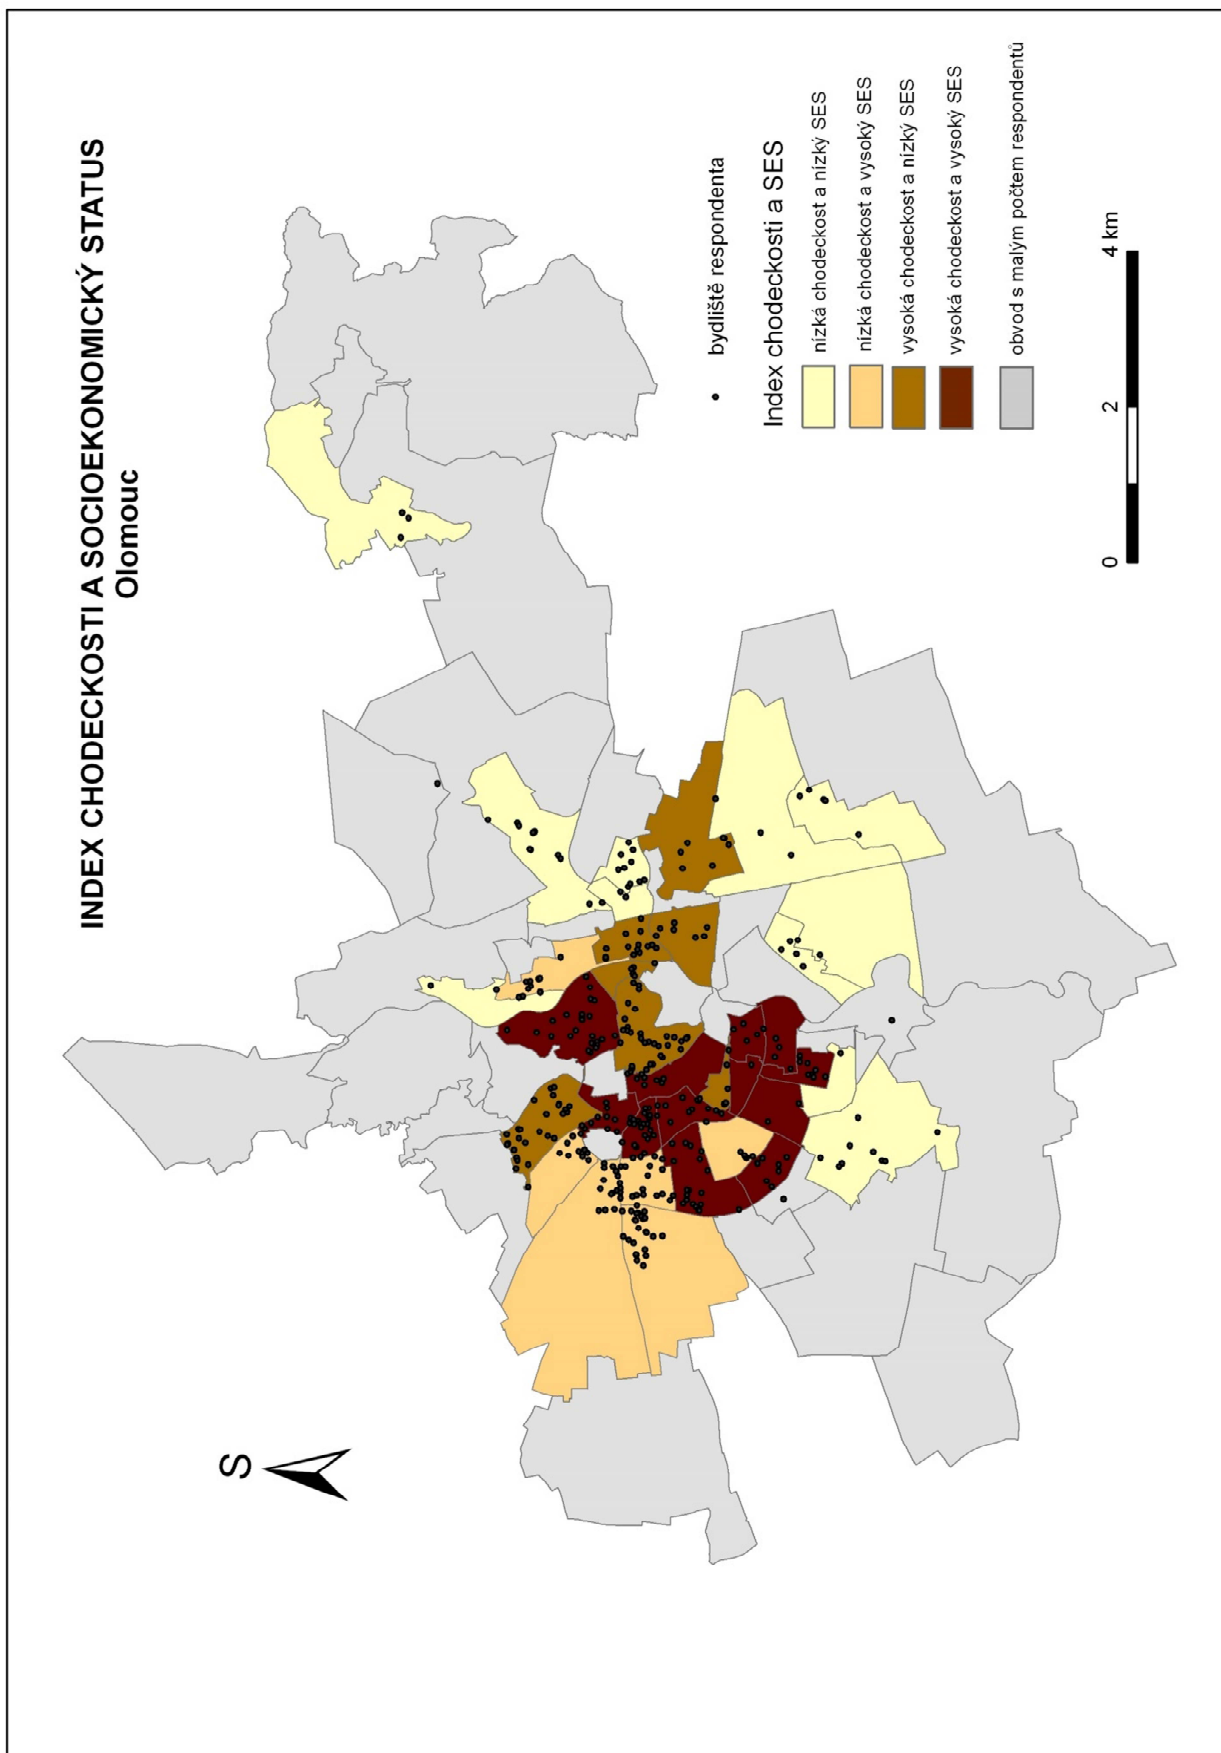 INDEX CHODECKOSTI A SOCIOEKONOMICKÝ STATUS
Olomouc
S
bydliště respondenta
Index chodeckosti a SES
nízká chodeckost a nízký SES
nízká chodeckost a vysoký SES
vysoká chodeckost a nízký SES
vysoká chodeckost a vysoký SES
obvod s malým počtem respondentů
0 2 4 km